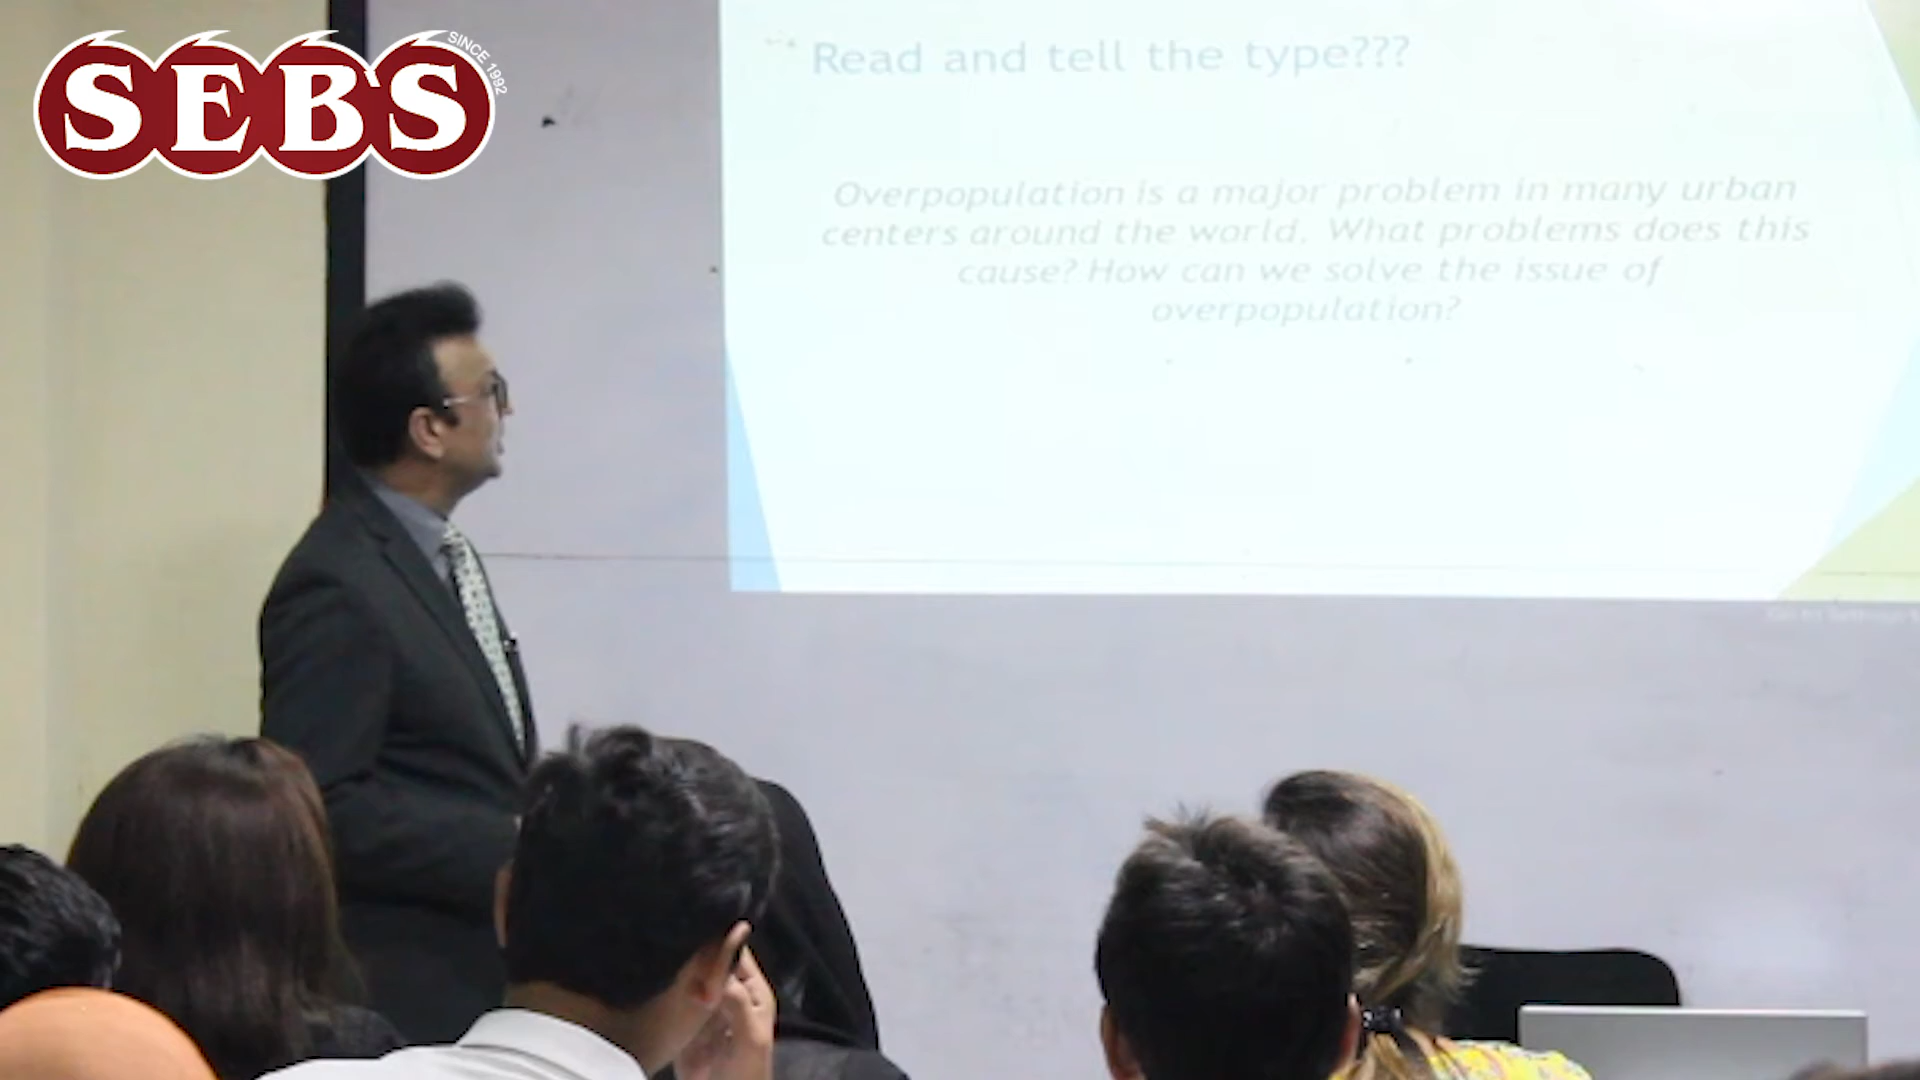 SEB'S
SINCE 1992
Read and tell the type???
Overpopulation is a major problem in many urban
centers around the world. What problems does this
cause? How can we solve the issue of
overpopulation?